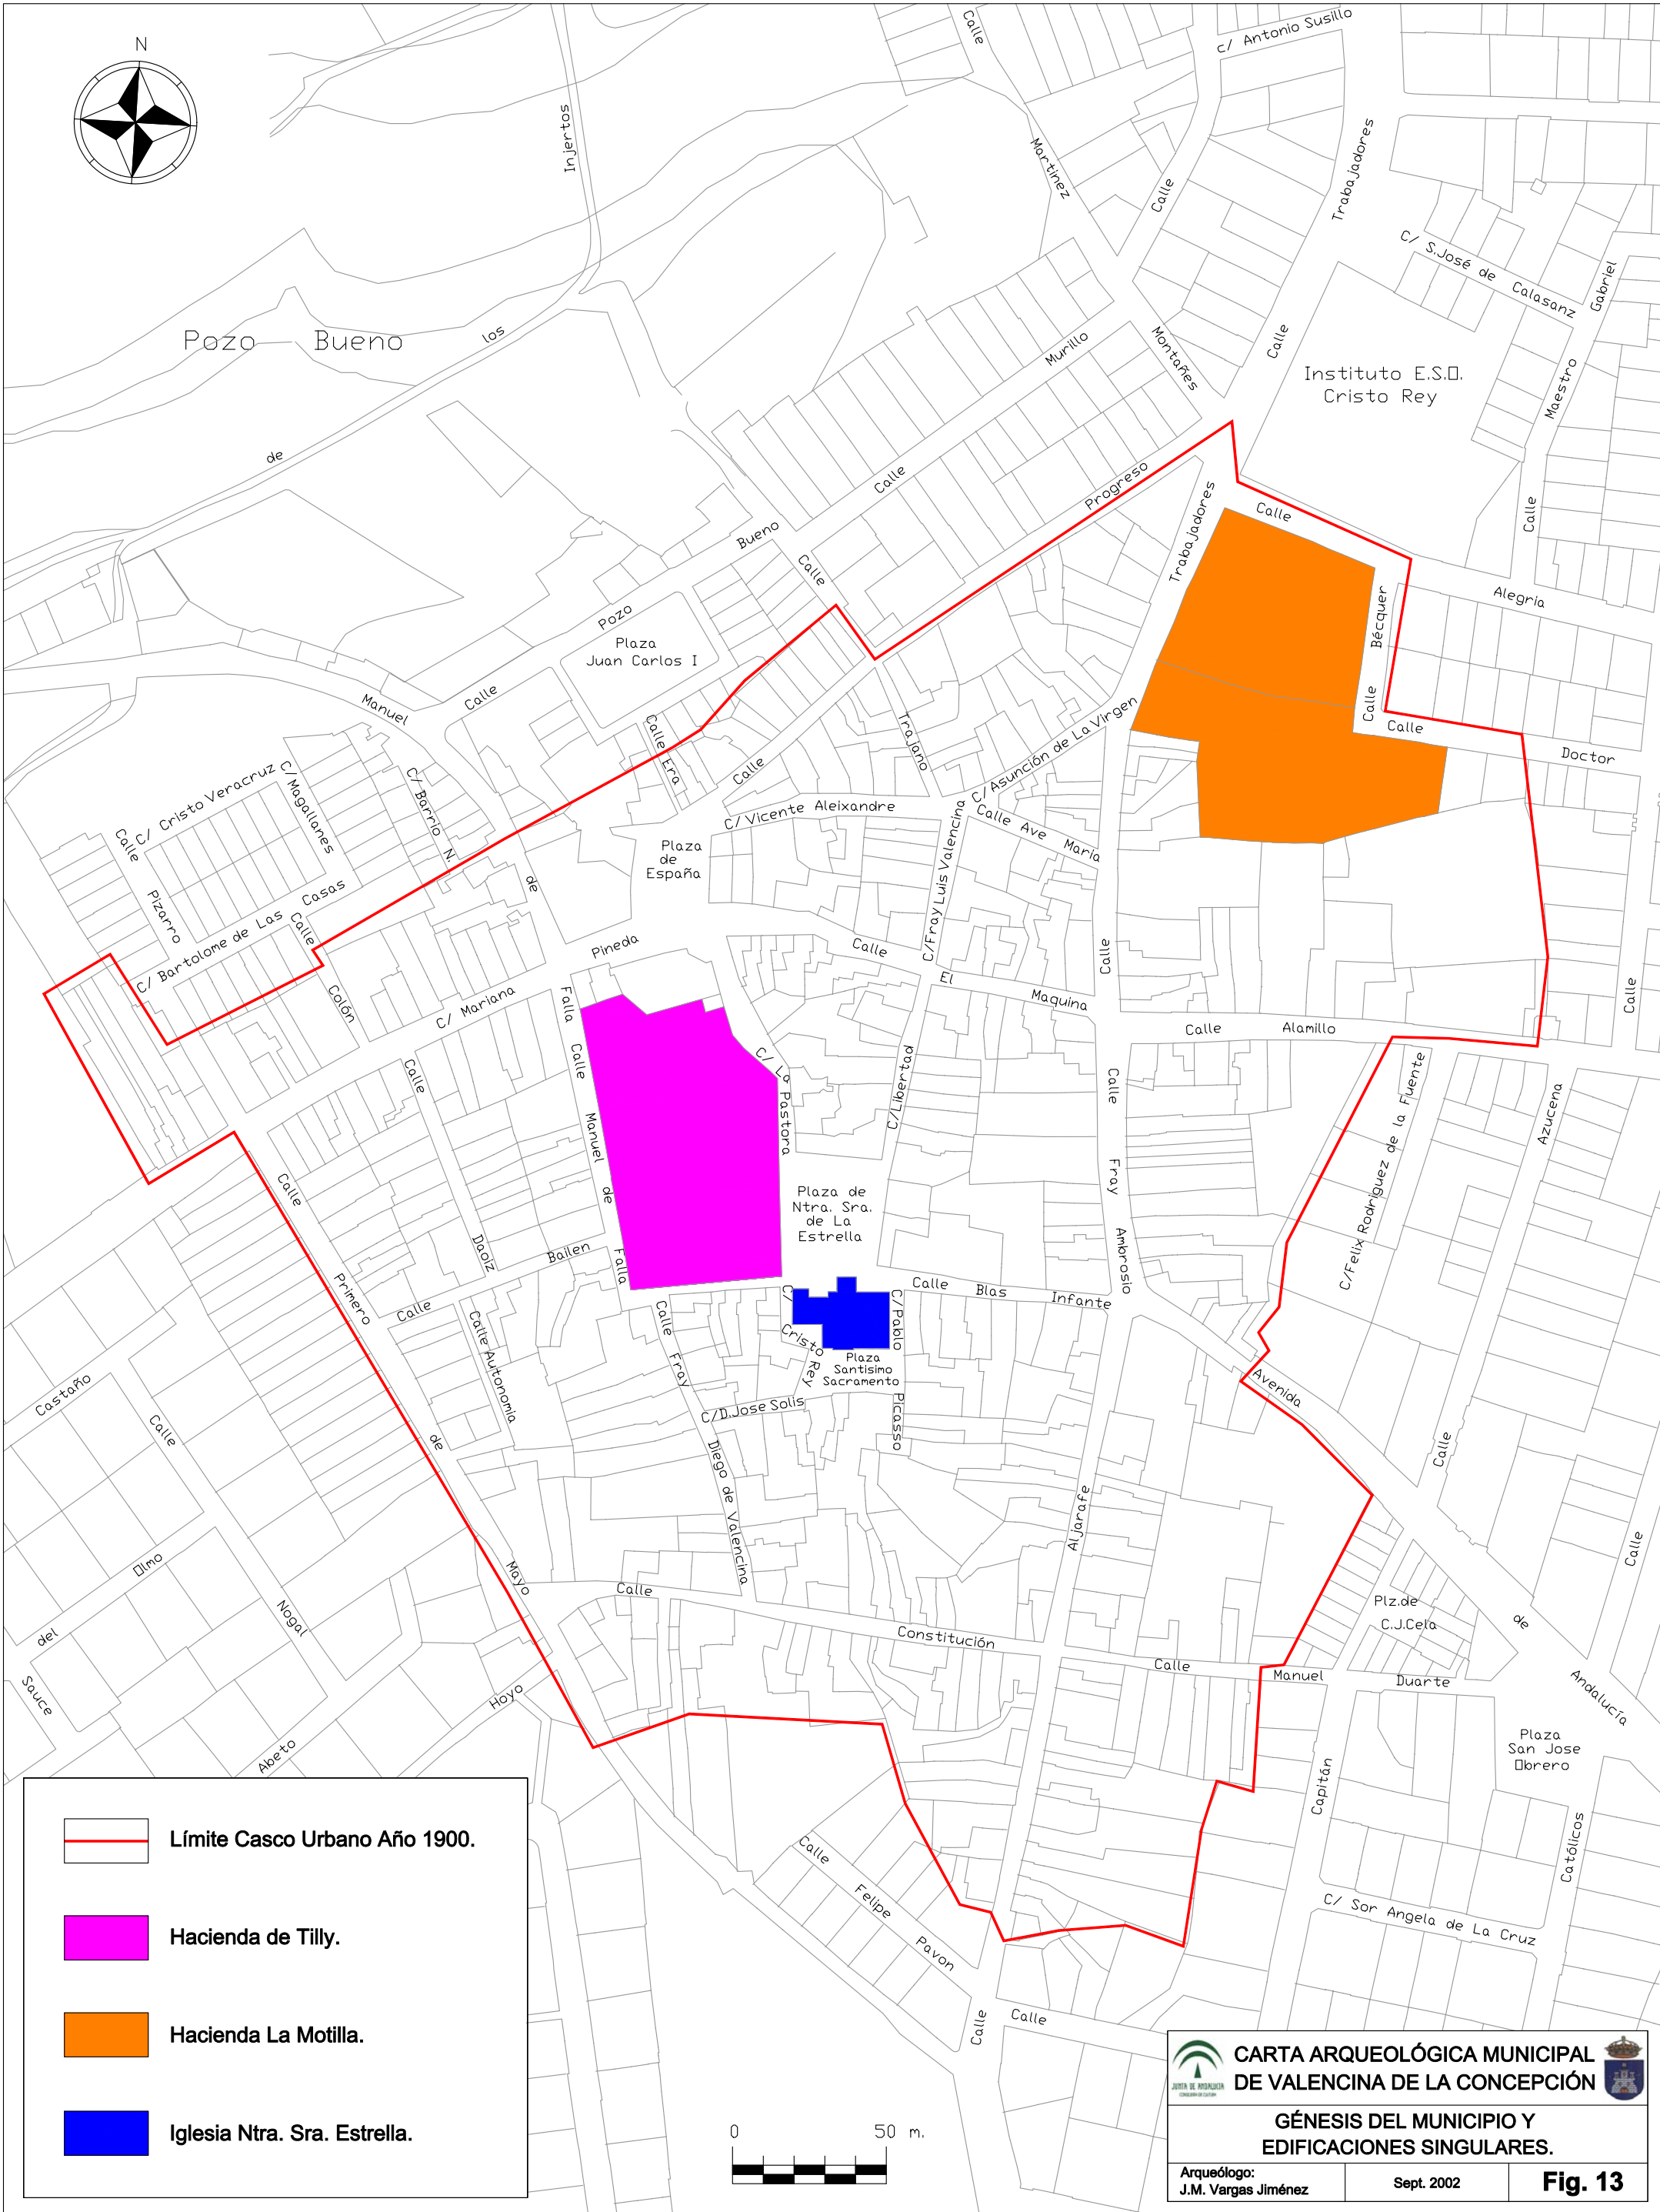 N
Injertos
Calle
Martinez
Calle
C/ Antonio Susillo
Trabajadores
C/ S.José de Calasanz
Gabriel
Maestro
Calle
Pozo Bueno
los
de
Calle
Murillo
Montañes
Calle
Instituto E.S.O.
Cristo Rey
Progreso
Calle
Bueno
Pozo
Calle
Calle
Plaza
Juan Carlos I
Trabajadores
Calle
Alegria
Bécquer
Calle
Calle
Doctor
Manuel
de
Calle Era
Calle
Trajano
C/ Asunción de La Virgen
C/ Vicente Aleixandre
Calle Ave Maria
C/Fray Luis Valencina
Plaza
de
España
C/ Cristo Veracruz
C/ Magallanes
C/ Barrio N.
Calle
Pizarro
C/ Bartolome de Las Casas
Calle
Colón
C/ Mariana
Pineda
Falla
Calle
Manuel
de
Falla
Calle
El
Maquina
Calle
Calle Alamillo
Calle
C/ La
Pastora
C/Libertad
Calle
Fray
Ambrosio
C/Felix Rodriguez de la Fuente
Azucena
Calle
Calle
Daoiz
Calle
Primero
de
Mayo
Calle
Bailen
Calle Autonomia
Plaza de
Ntra. Sra.
de La
Estrella
Calle Blas Infante
C/
Cristo
Rey
C/Pablo
Picasso
Plaza
Santisimo
Sacramento
C/D.Jose Solis
Calle
Fray
Diego de Valencina
Avenida
de
Andalucía
Castaño
Calle
Nogal
del
Olmo
Sauce
Abeto
Hoyo
Calle
Constitución
Aljarafe
Calle
Manuel
Duarte
Plz.de
C.J.Cela
Calle
Plaza
San Jose
Obrero
Capitán
Católicos
C/ Sor Angela de La Cruz
Calle
Felipe
Pavon
Calle
Calle
Límite Casco Urbano Año 1900.
Hacienda de Tilly.
Hacienda La Motilla.
Iglesia Ntra. Sra. Estrella.
0 50 m.
JUNTA DE ANDALUCIA
CARTA ARQUEOLÓGICA MUNICIPAL
DE VALENCINA DE LA CONCEPCIÓN
GÉNESIS DEL MUNICIPIO Y
EDIFICACIONES SINGULARES.
Arqueólogo:
J.M. Vargas Jiménez
Sept. 2002
Fig. 13